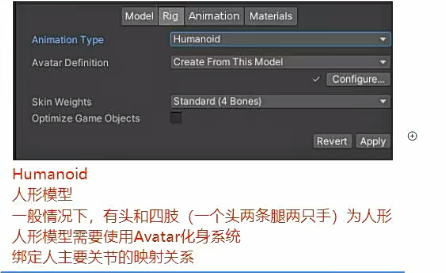 Model Rig Animation Materials
Animation Type Humanoid
Avatar Definition Create From This Model
Configure...
Skin Weights Standard (4 Bones)
Optimize Game Objects
Revert Apply
Humanoid
人形模型
一般情况下，有头和四肢（一个头两条腿两只手）为人形
人形模型需要使用Avatar化身系统
绑定人主要关节的映射关系